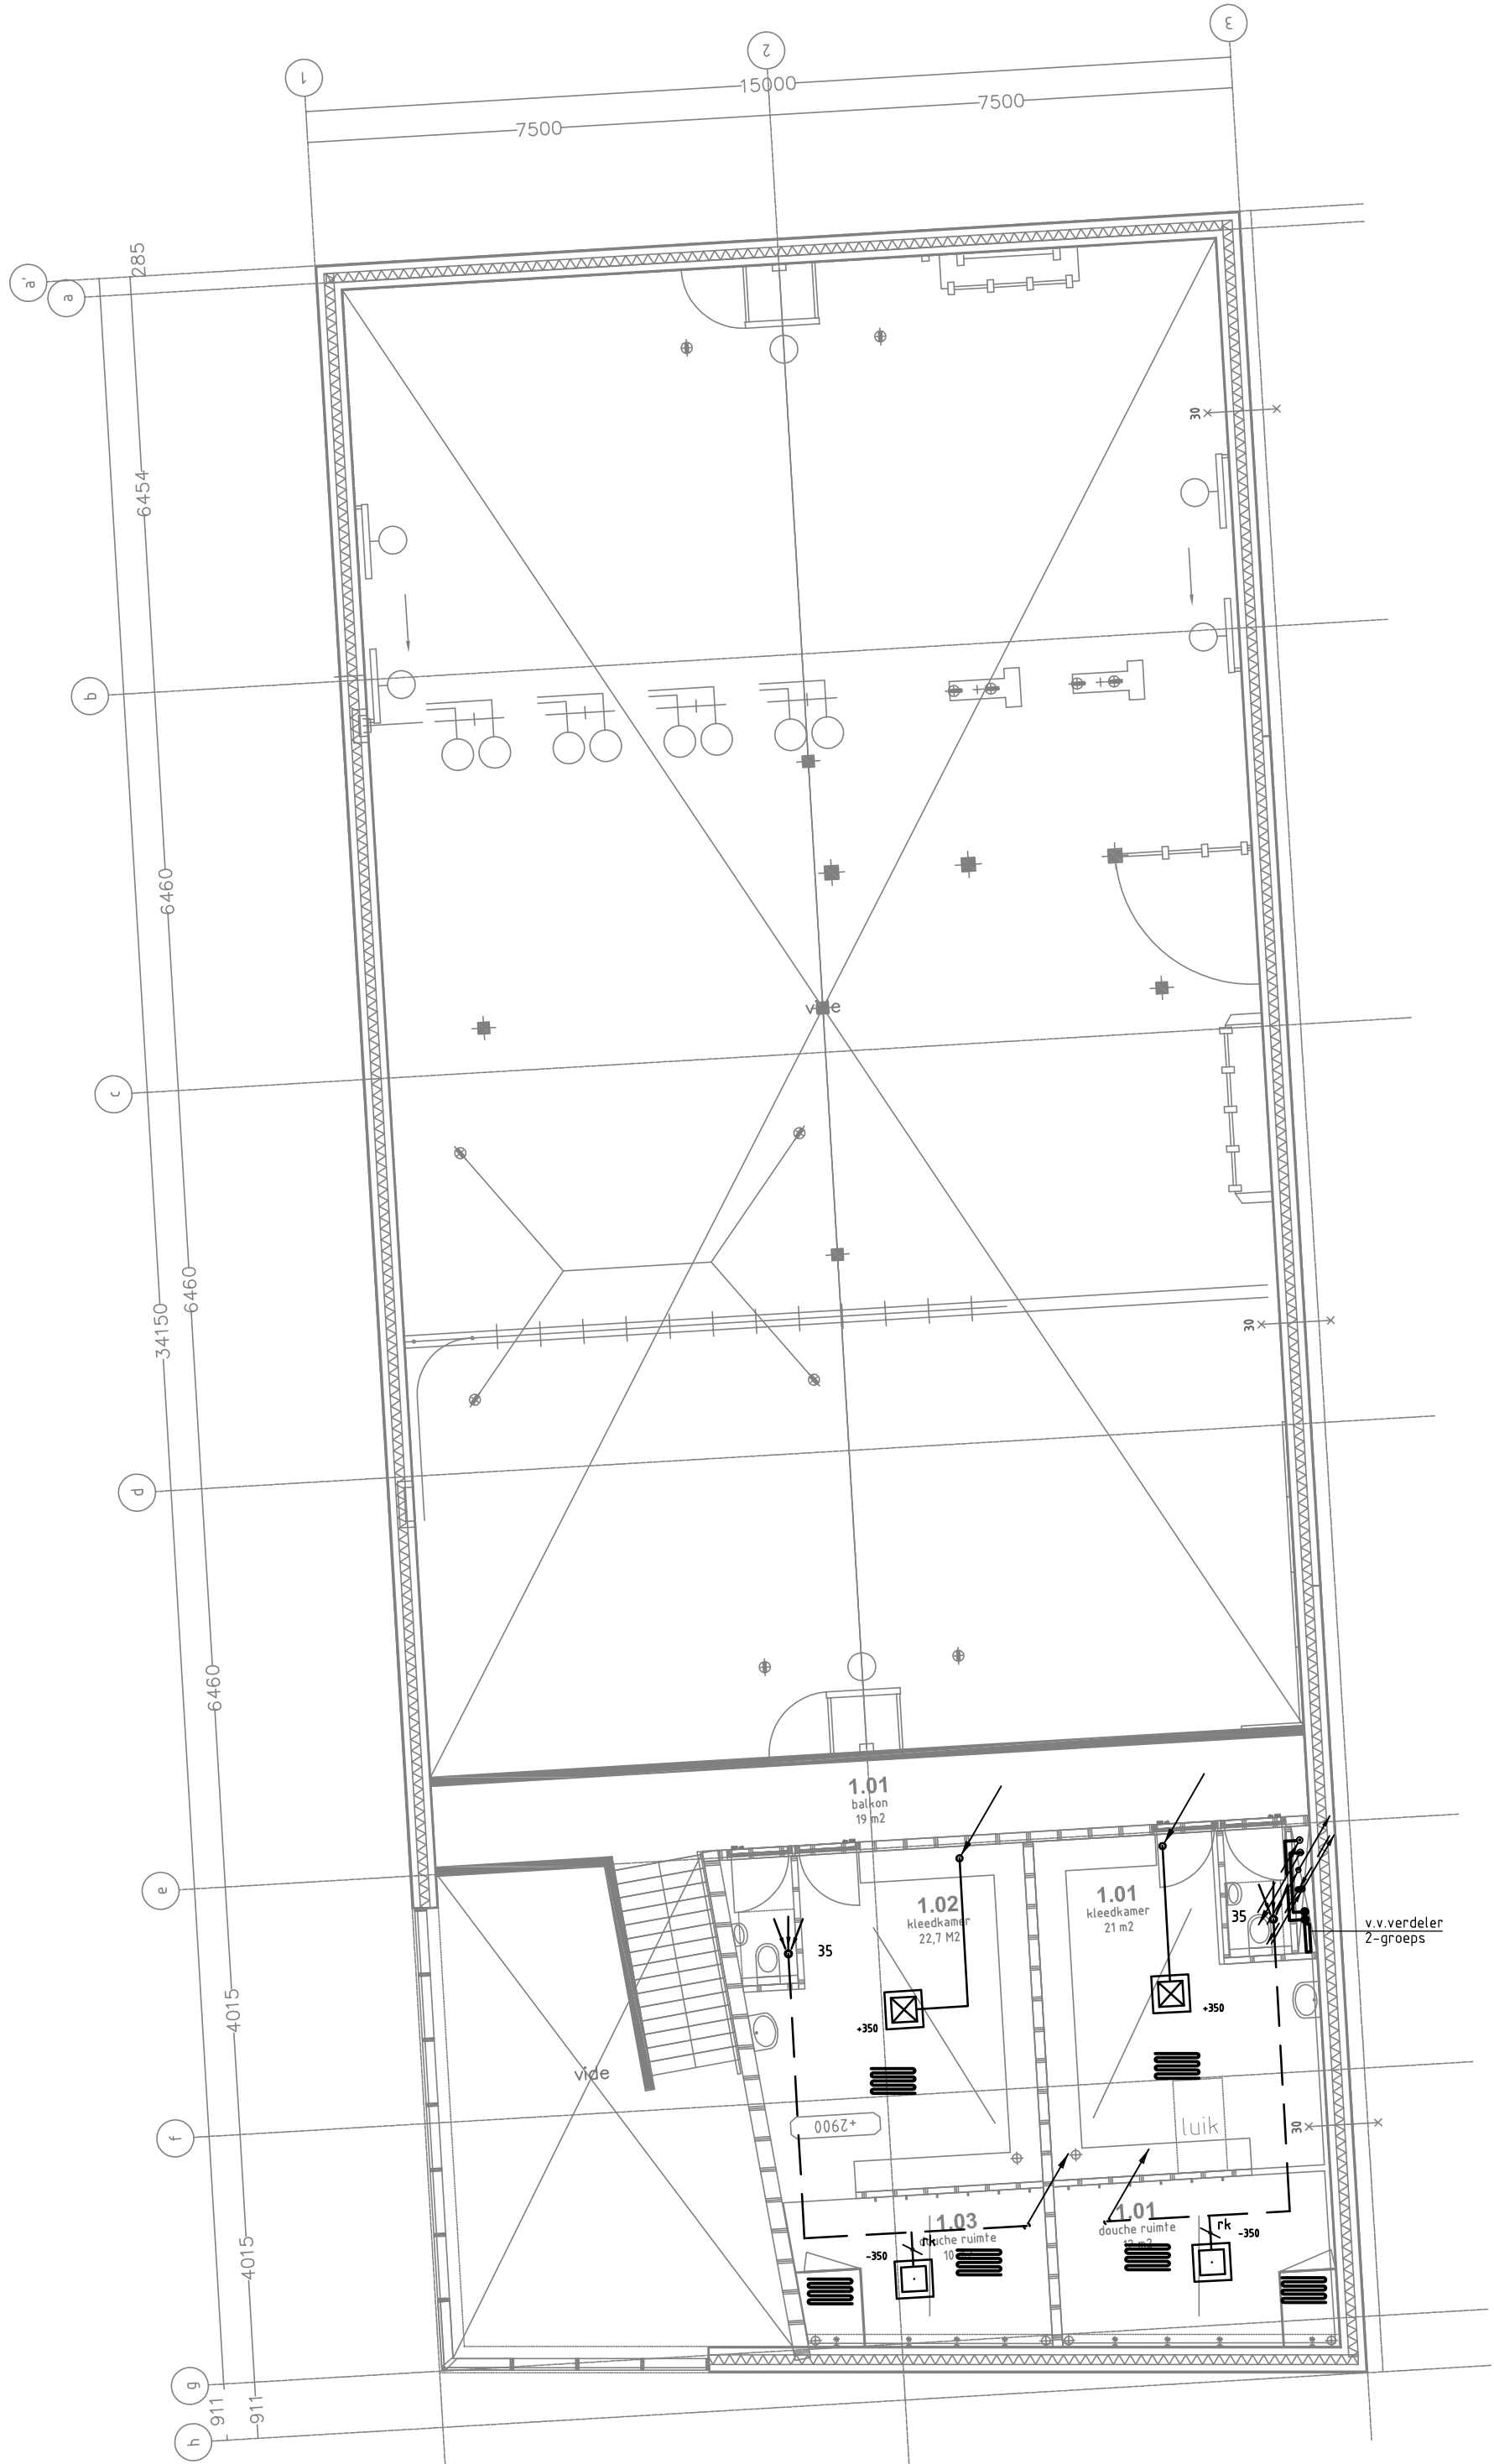 3
2
1
15000
7500
7500
285
a'
a
30
6454
b
6460
vide
c
6460
34150
30
d
6460
1.01
balkon
19 m2
e
1.02
kleedkamer
22,7 M2
1.01
kleedkamer
21 m2
35
35
v.v.verdeler
2-groeps
4015
+350
+350
vide
+2900
luik
30
f
1.03
douche ruimte
1.01
douche ruimte
rk
rk
-350
-350
4015
g
911
911
h